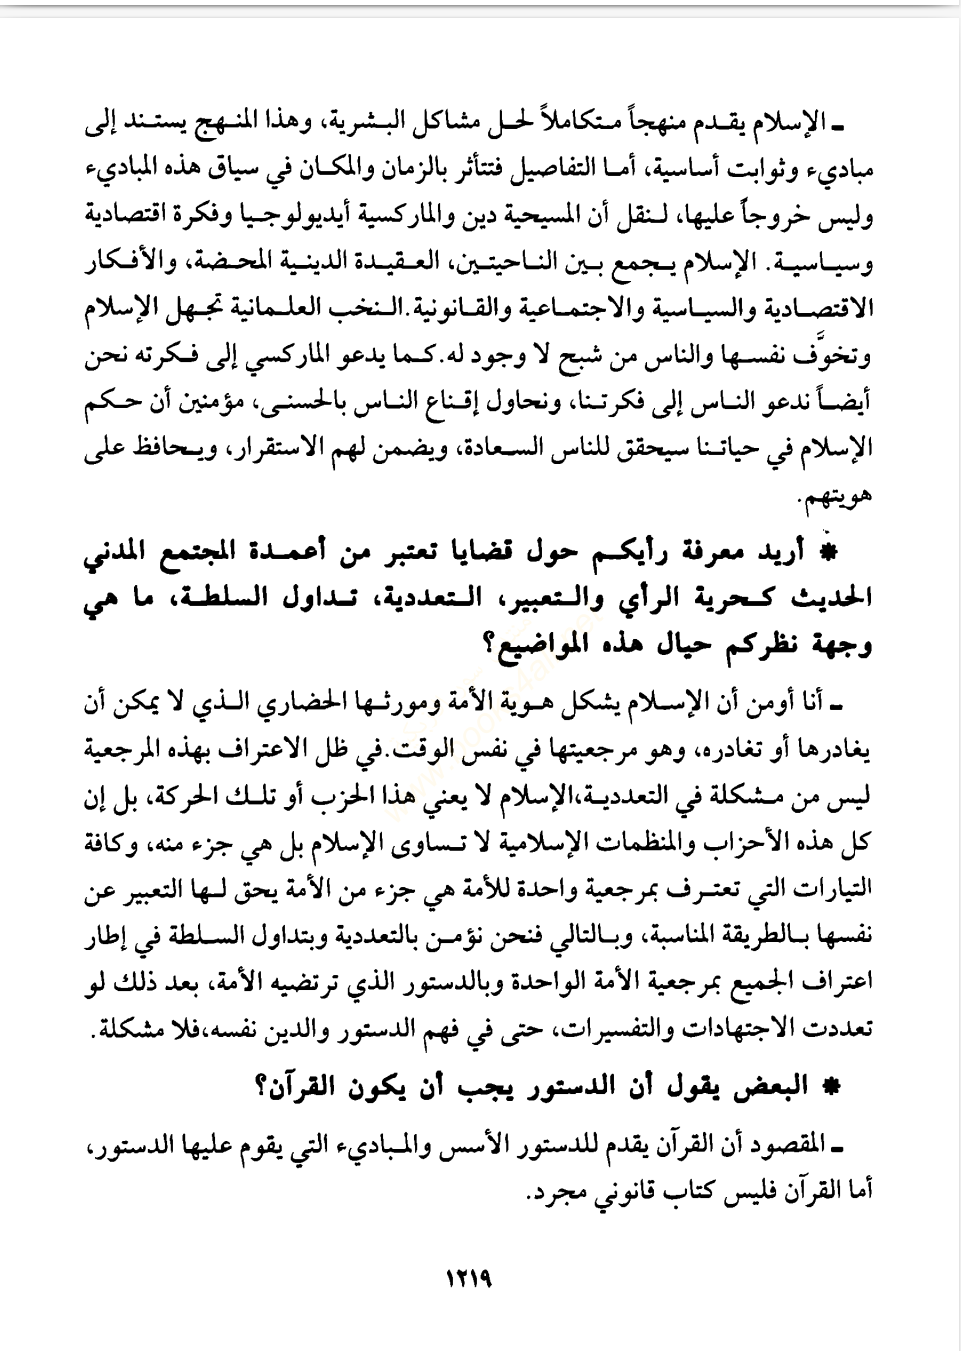 ـ الإسلام يقدم منهجاً متكاملاً لحل مشاكل البشرية، وهذا المنهج يستند إلى
مباديء وثوابت أساسية، أما التفاصيل فتتأثر بالزمان والمكان في سياق هذه المباديء
وليس خروجاً عليها، لنقل أن المسيحية دين والماركسية أيديولوجيا وفكرة اقتصادية
وسياسية. الإسلام يجمع بين الناحيتين، العقيدة الدينية المحضة، والأفكار
الاقتصادية والسياسية والاجتماعية والقانونية.النخب العلمانية تجهل الإسلام
وتخوَّف نفسها والناس من شبح لا وجود له.كما يدعو الماركسي إلى فكرته نحن
أيضاً ندعو الناس إلى فكرتنا، ونحاول إقناع الناس بالحسنى، مؤمنين أن حكم
الإسلام في حياتنا سيحقق للناس السعادة، ويضمن لهم الاستقرار، ويحافظ على
هويتهم.
* أريد معرفة رأيكم حول قضايا تعتبر من أعمدة المجتمع المدني
الحديث كحرية الرأي والتعبير، التعددية، تداول السلطة، ما هي
وجهة نظركم حيال هذه المواضيع؟
ـ أنا أومن أن الإسلام يشكل هوية الأمة ومورثها الحضاري الذي لا يمكن أن
يغادرها أو تغادره، وهو مرجعيتها في نفس الوقت.في ظل الاعتراف بهذه المرجعية
ليس من مشكلة في التعددية،الإسلام لا يعني هذا الحزب أو تلك الحركة، بل إن
كل هذه الأحزاب والمنظمات الإسلامية لا تساوى الإسلام بل هي جزء منه، وكافة
التيارات التي تعترف بمرجعية واحدة للأمة هي جزء من الأمة يحق لها التعبير عن
نفسها بالطريقة المناسبة، وبالتالي فنحن نؤمن بالتعددية وبتداول السلطة في إطار
اعتراف الجميع بمرجعية الأمة الواحدة وبالدستور الذي ترتضيه الأمة، بعد ذلك لو
تعددت الاجتهادات والتفسيرات، حتى في فهم الدستور والدين نفسه،فلا مشكلة.
* البعض يقول أن الدستور يجب أن يكون القرآن؟
ـ المقصود أن القرآن يقدم للدستور الأسس والمباديء التي يقوم عليها الدستور،
أما القرآن فليس كتاب قانوني مجرد.
١٢١٩